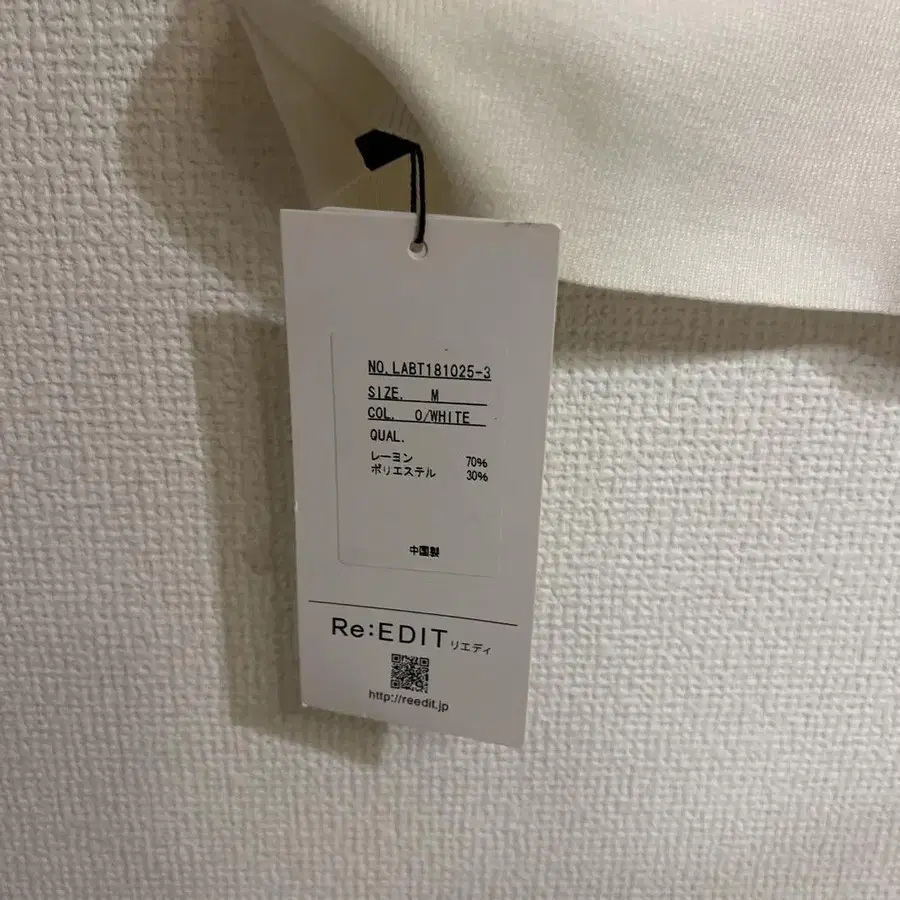 NO. LABT181025-3
SIZE. M
COL. O/WHITE
QUAL.
レーヨン 70%
ポリエステル 30%
中国製
Re:EDIT リエディ
http://reedit.jp